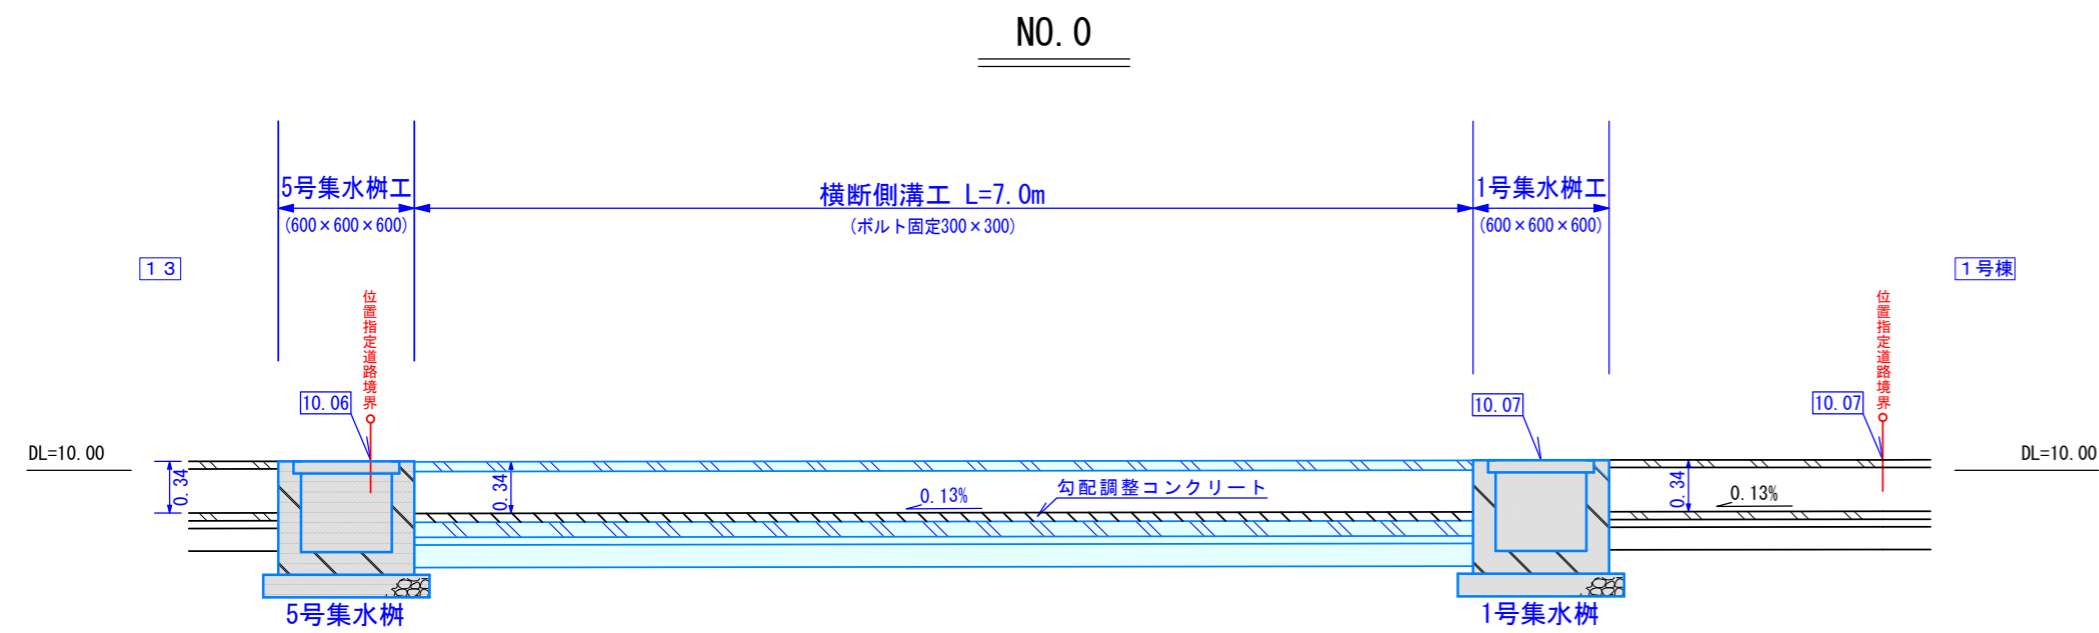 NO. 0
5号集水桝工
(600×600×600)
横断側溝工 L=7.0m
(ボルト固定300×300)
1号集水桝工
(600×600×600)
13
1号棟
位置指定道路境界
位置指定道路境界
10.06
10.07
10.07
DL=10.00
DL=10.00
0.34
0.34
0.13%
勾配調整コンクリート
0.34
0.13%
5号集水桝
1号集水桝